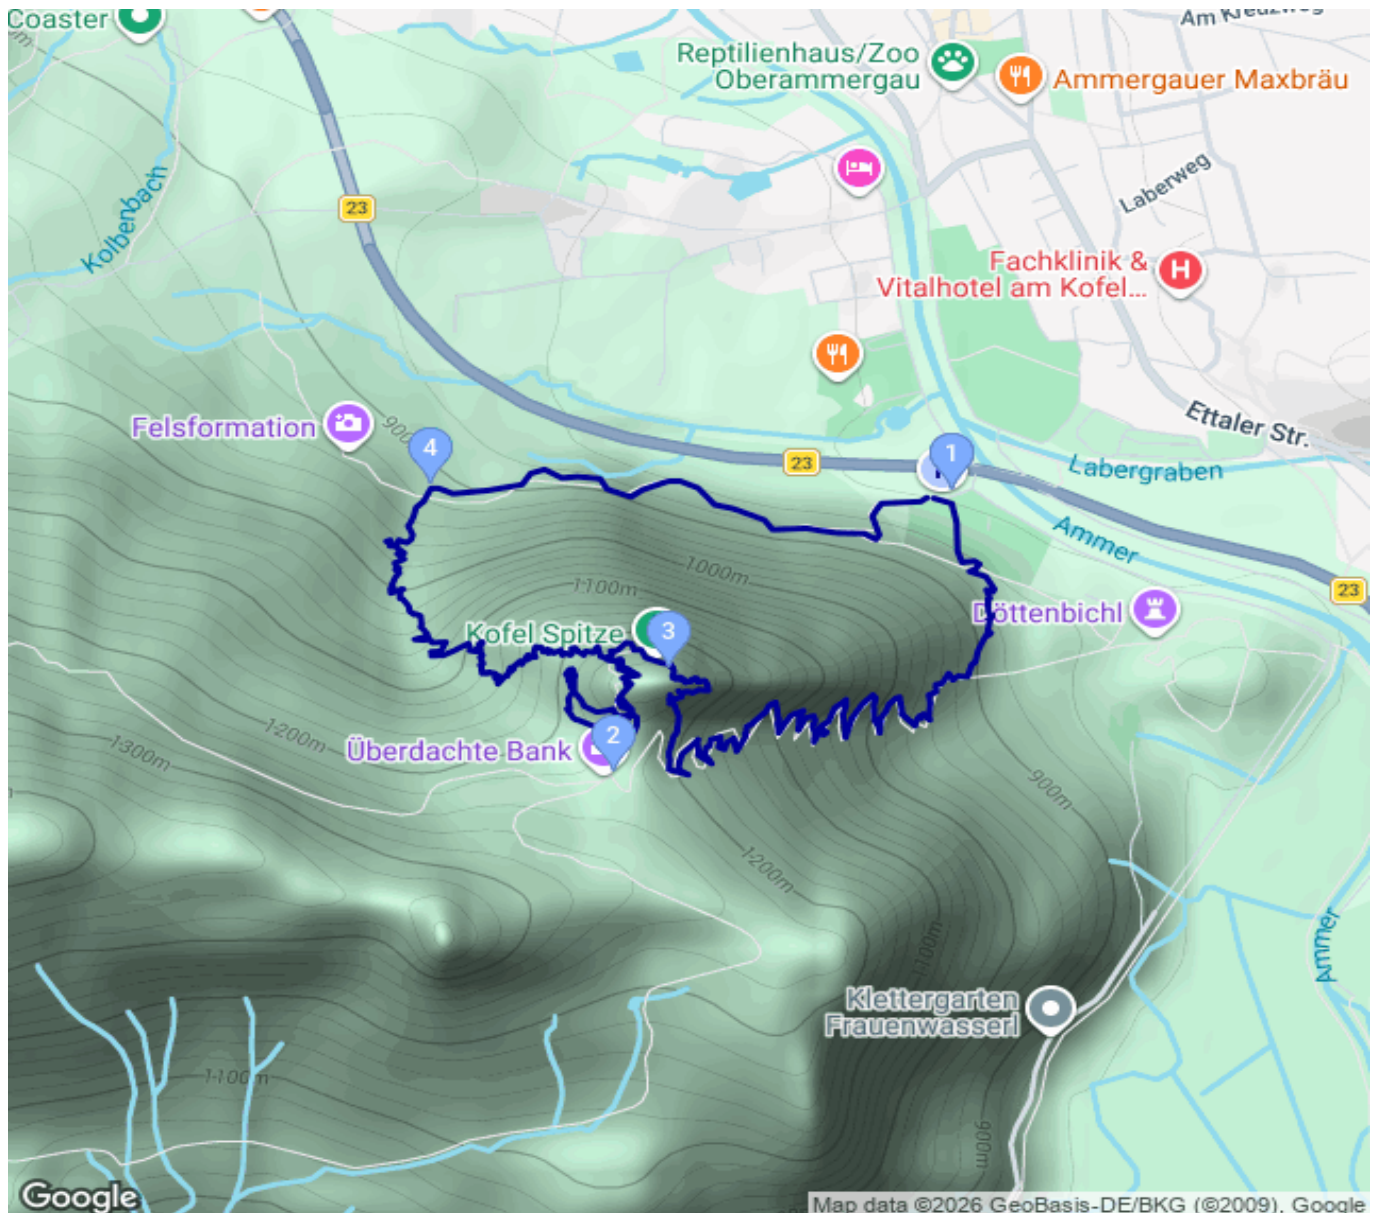 Coaster
Am Kreuzweg
Reptilienhaus/Zoo
Oberammergau
Ammergauer Maxbräu
Kolbenbach
23
Laberweg
Fachklinik &
Vitalhotel am Kofel...
H
Felsformation
900
4
1
23
Ettaler Str.
Labergraben
Ammer
1000m
1100m
23
Döttenbichl
Kofel Spitze
3
1200m
1300m
Überdachte Bank
2
900m
1200m
1100m
Ammer
Klettergarten
Frauenwasserl
1100m
900m
Google
Map data ©2026 GeoBasis-DE/BKG (©2009), Google